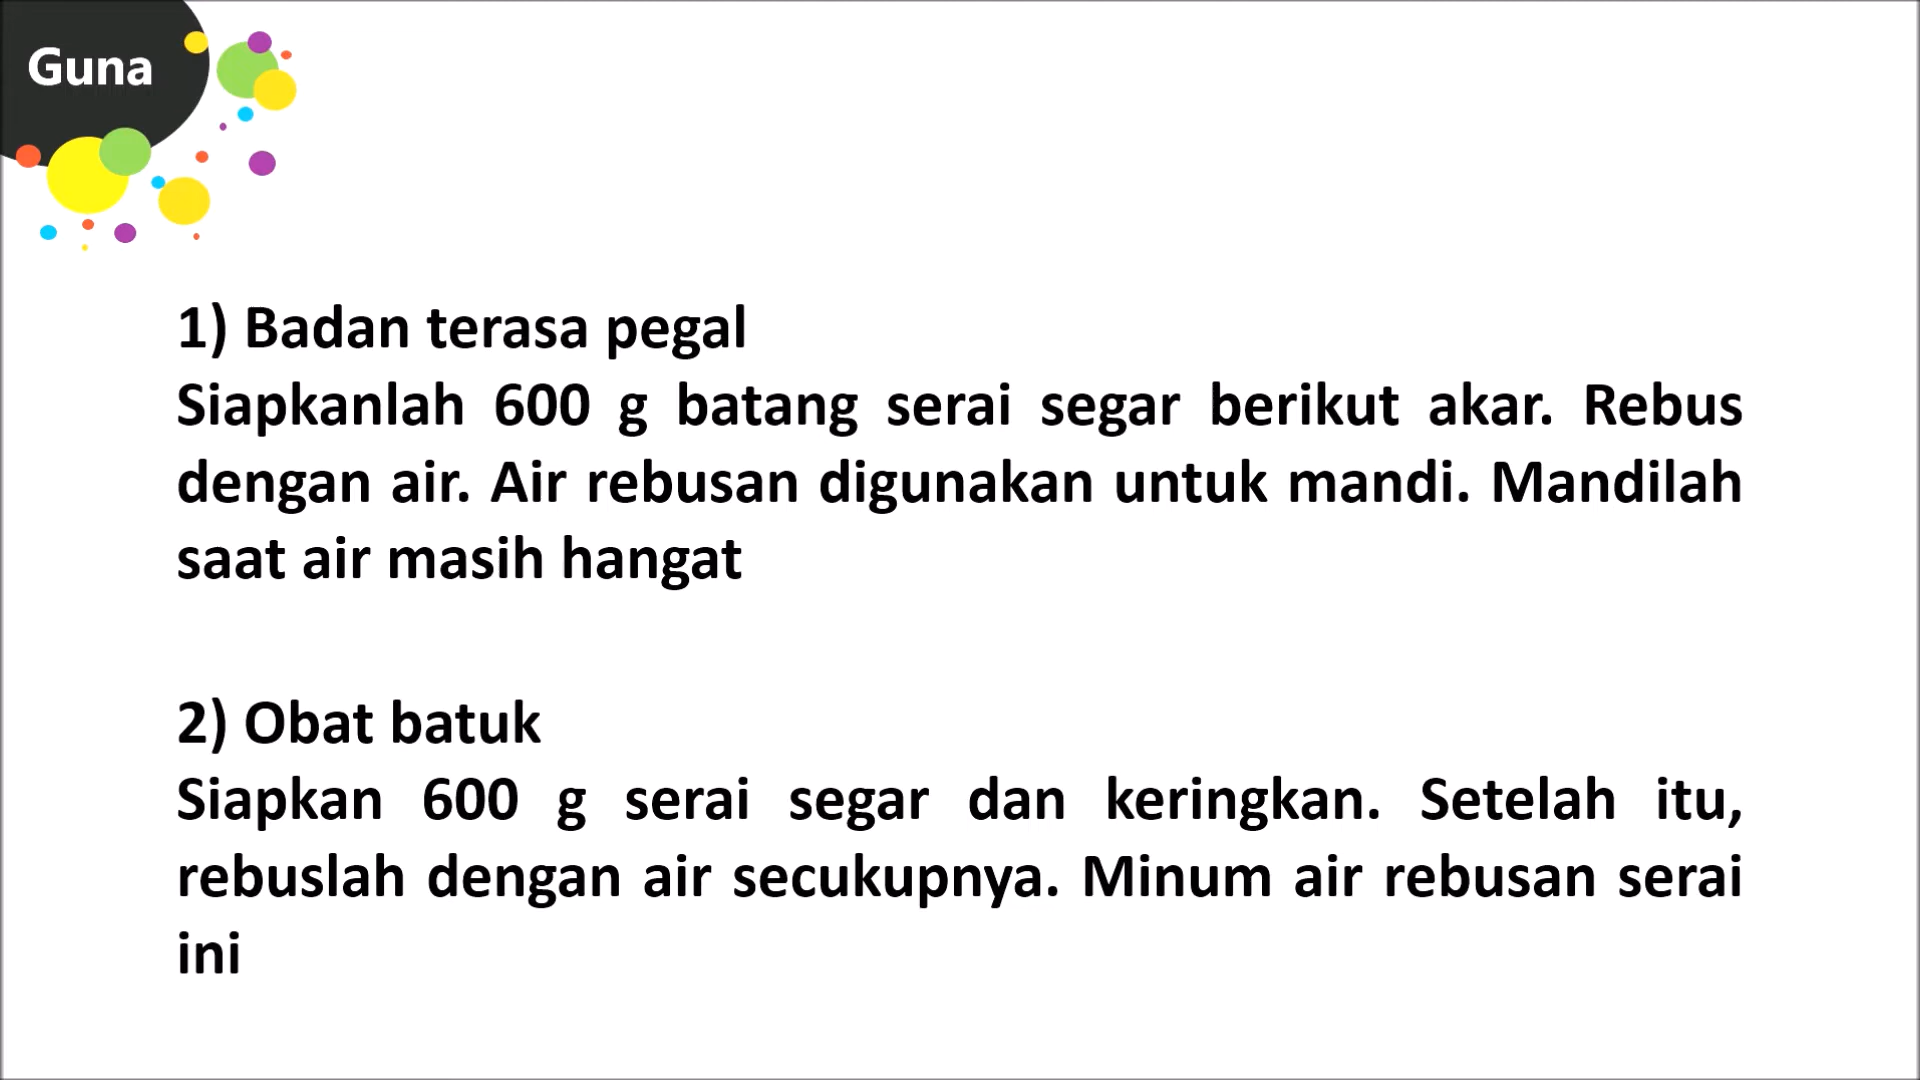 Guna
1) Badan terasa pegal
Siapkanlah 600 g batang serai segar berikut akar. Rebus
dengan air. Air rebusan digunakan untuk mandi. Mandilah
saat air masih hangat
2) Obat batuk
Siapkan 600 g serai segar dan keringkan. Setelah itu,
rebuslah dengan air secukupnya. Minum air rebusan serai
ini